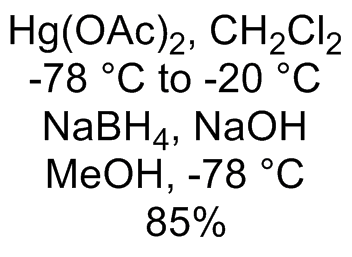 Hg(OAc)₂, CH₂Cl₂
-78 °C to -20 °C
NaBH₄, NaOH
MeOH, -78 °C
85%